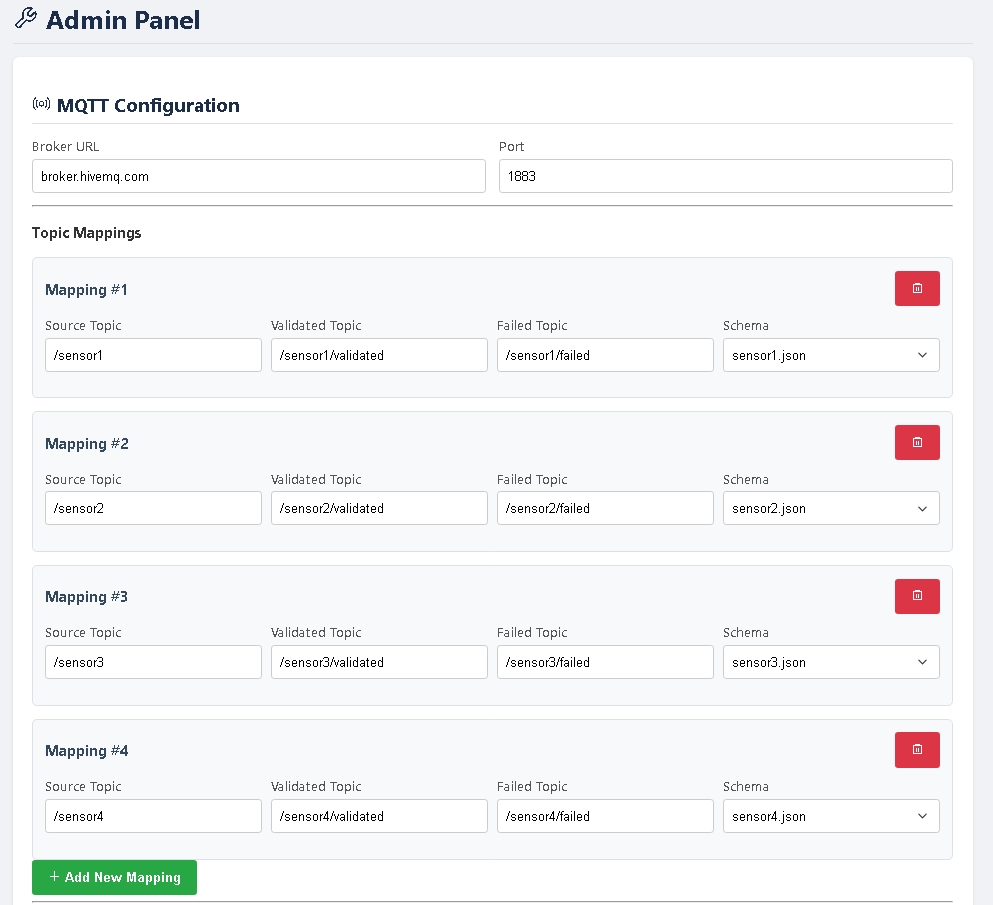 Admin Panel
MQTT Configuration
Broker URL Port
broker.hivemq.com 1883
Topic Mappings
Mapping #1
Source Topic Validated Topic Failed Topic Schema
/sensor1 /sensor1/validated /sensor1/failed sensor1.json
Mapping #2
Source Topic Validated Topic Failed Topic Schema
/sensor2 /sensor2/validated /sensor2/failed sensor2.json
Mapping #3
Source Topic Validated Topic Failed Topic Schema
/sensor3 /sensor3/validated /sensor3/failed sensor3.json
Mapping #4
Source Topic Validated Topic Failed Topic Schema
/sensor4 /sensor4/validated /sensor4/failed sensor4.json
+ Add New Mapping